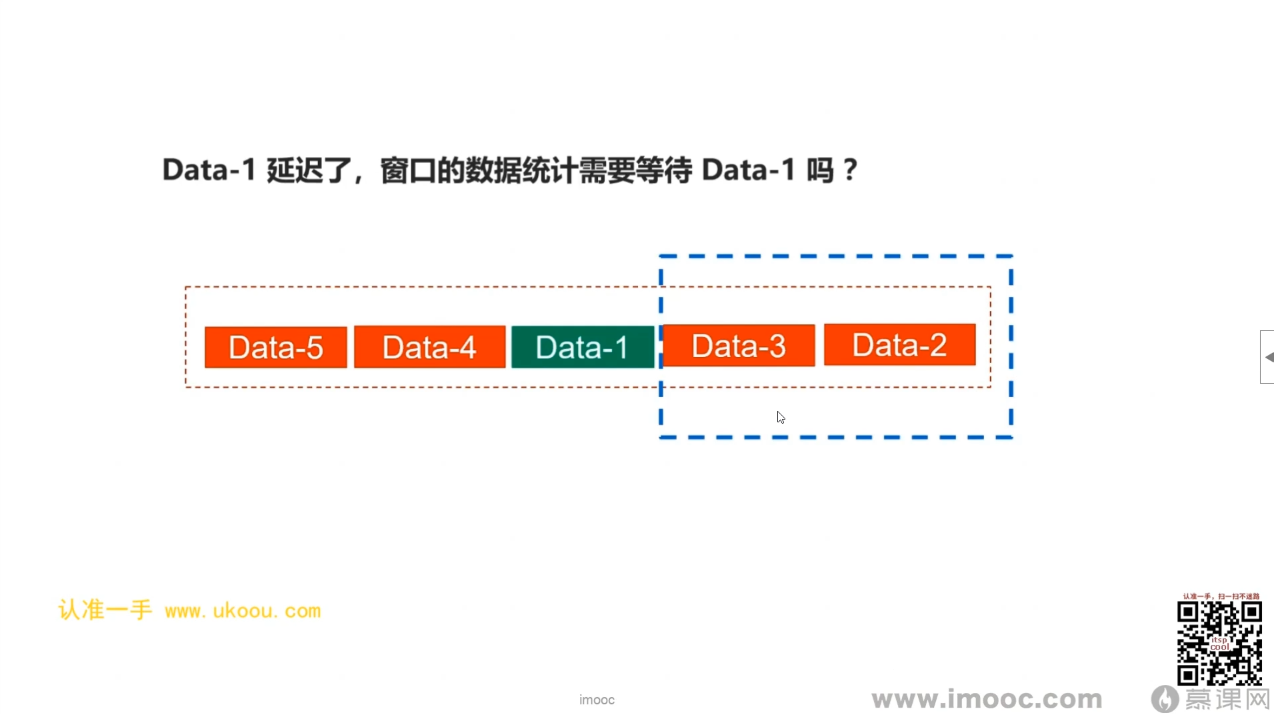 Data-1 延迟了，窗口的数据统计需要等待 Data-1 吗？
Data-5 Data-4 Data-1 Data-3 Data-2
认准一手 www.ukoou.com
认准一手，扫一扫不迷路
itsp
cool
imooc
www.imooc.com 慕课网